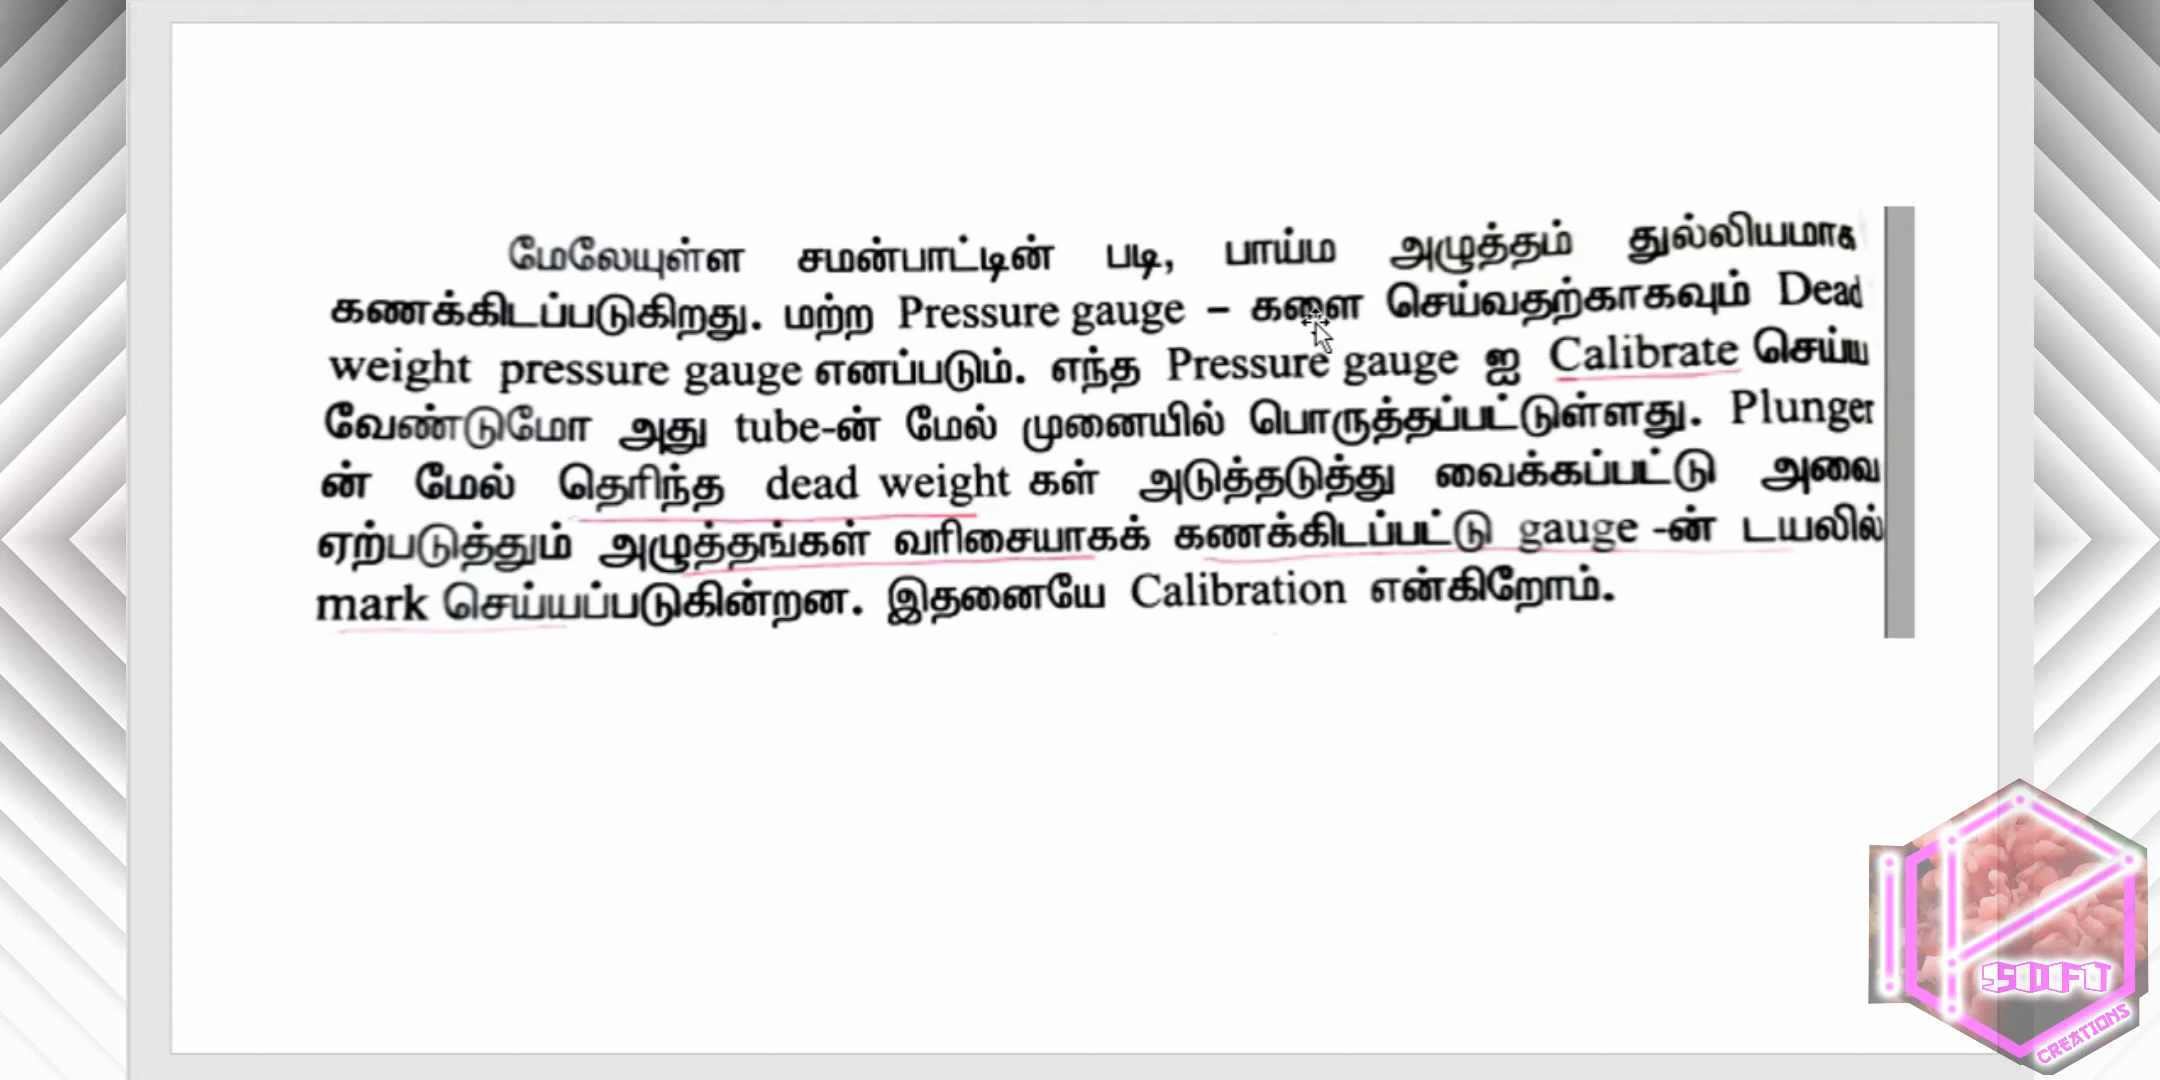 மேலேயுள்ள சமன்பாட்டின் படி, பாய்ம அழுத்தம் துல்லியமாக
கணக்கிடப்படுகிறது. மற்ற Pressure gauge – களை செய்வதற்காகவும் Dead
weight pressure gauge எனப்படும். எந்த Pressure gauge ஐ Calibrate செய்ய
வேண்டுமோ அது tube-ன் மேல் முனையில் பொருத்தப்பட்டுள்ளது. Plunger
ன் மேல் தெரிந்த dead weight கள் அடுத்தடுத்து வைக்கப்பட்டு அவை
ஏற்படுத்தும் அழுத்தங்கள் வரிசையாகக் கணக்கிடப்பட்டு gauge -ன் டயலில்
mark செய்யப்படுகின்றன. இதனையே Calibration என்கிறோம்.
SOFT
CREATIONS